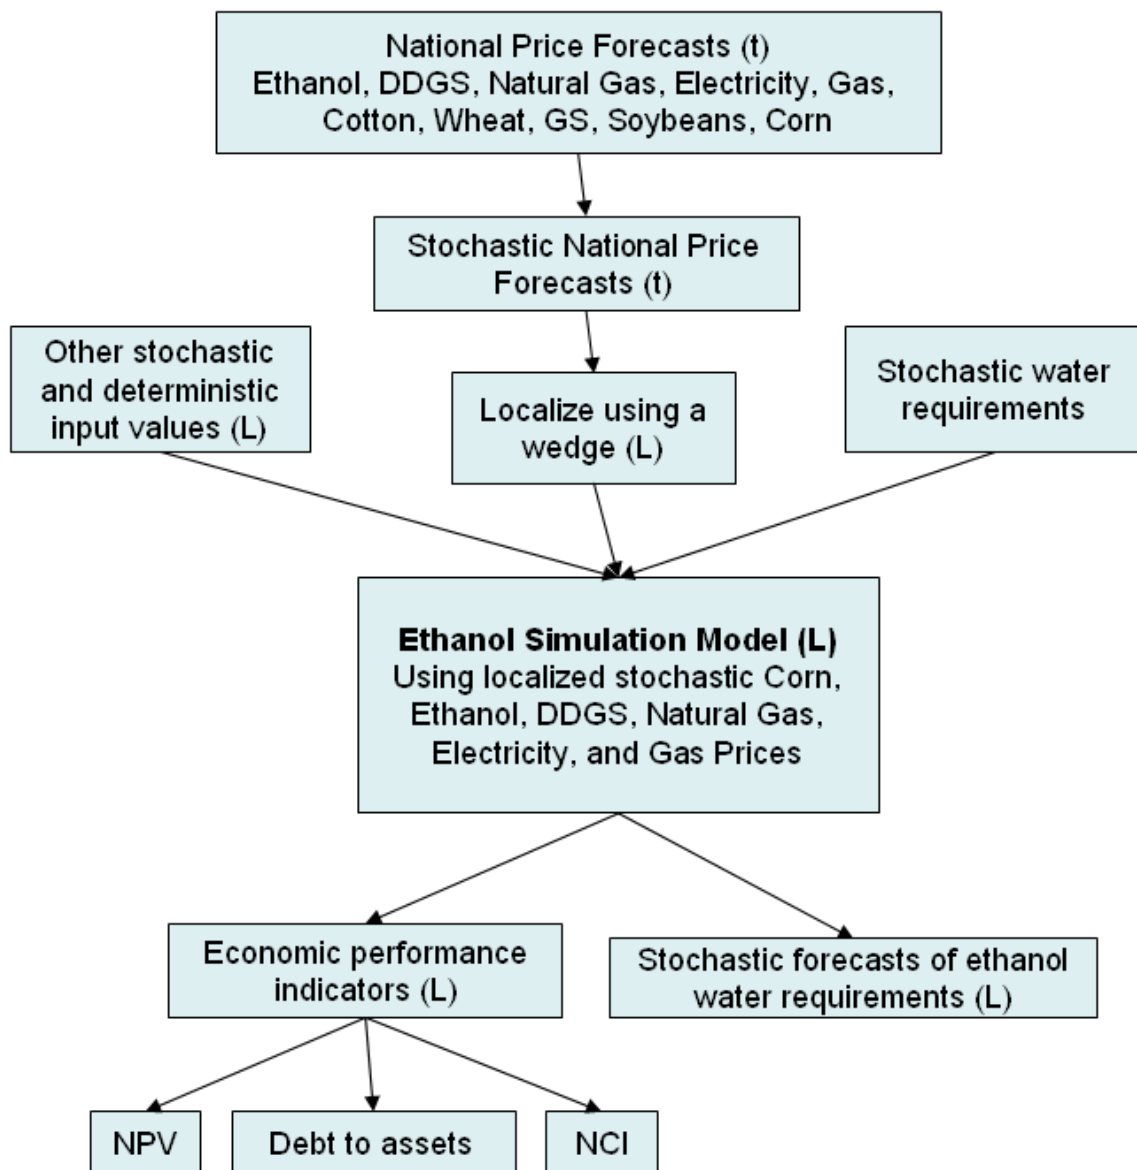 National Price Forecasts (t)
Ethanol, DDGS, Natural Gas, Electricity, Gas,
Cotton, Wheat, GS, Soybeans, Corn
Stochastic National Price
Forecasts (t)
Other stochastic
and deterministic
input values (L)
Localize using a
wedge (L)
Stochastic water
requirements
Ethanol Simulation Model (L)
Using localized stochastic Corn,
Ethanol, DDGS, Natural Gas,
Electricity, and Gas Prices
Economic performance
indicators (L)
Stochastic forecasts of ethanol
water requirements (L)
NPV
Debt to assets
NCI